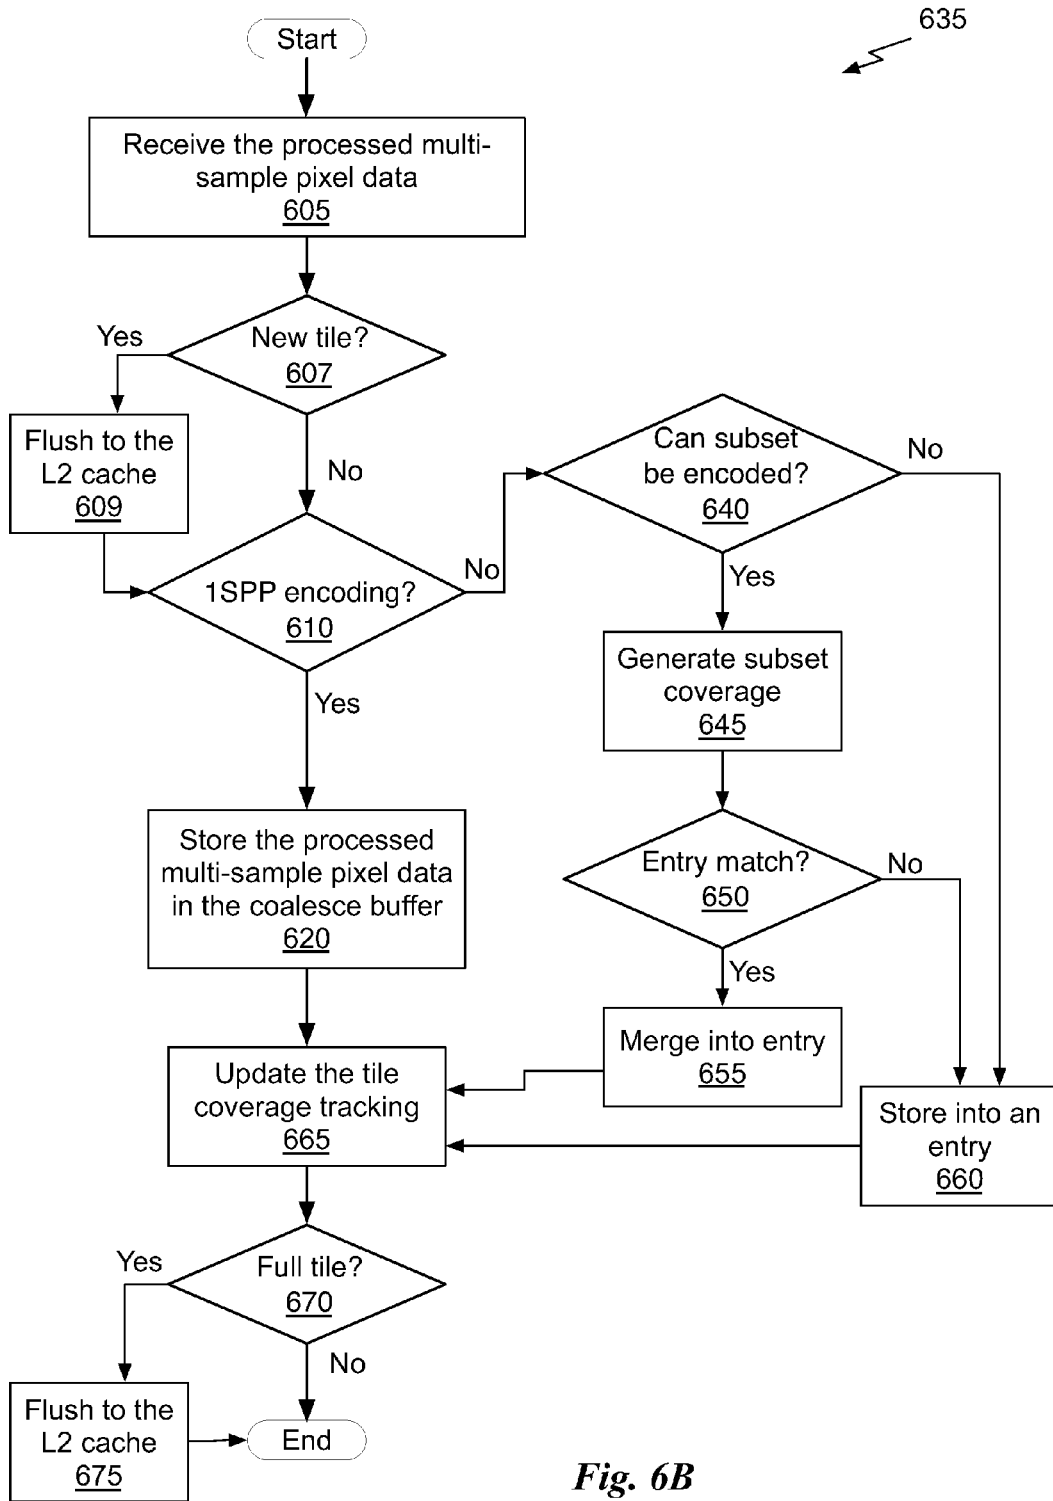 635
Start
Receive the processed multi-
sample pixel data
605
New tile?
607
Yes
No
Flush to the
L2 cache
609
1SPP encoding?
610
No
Yes
Can subset
be encoded?
640
No
Yes
Generate subset
coverage
645
Entry match?
650
No
Yes
Merge into entry
655
Store into an
entry
660
Store the processed
multi-sample pixel data
in the coalesce buffer
620
Update the tile
coverage tracking
665
Full tile?
670
Yes
No
Flush to the
L2 cache
675
End
Fig. 6B